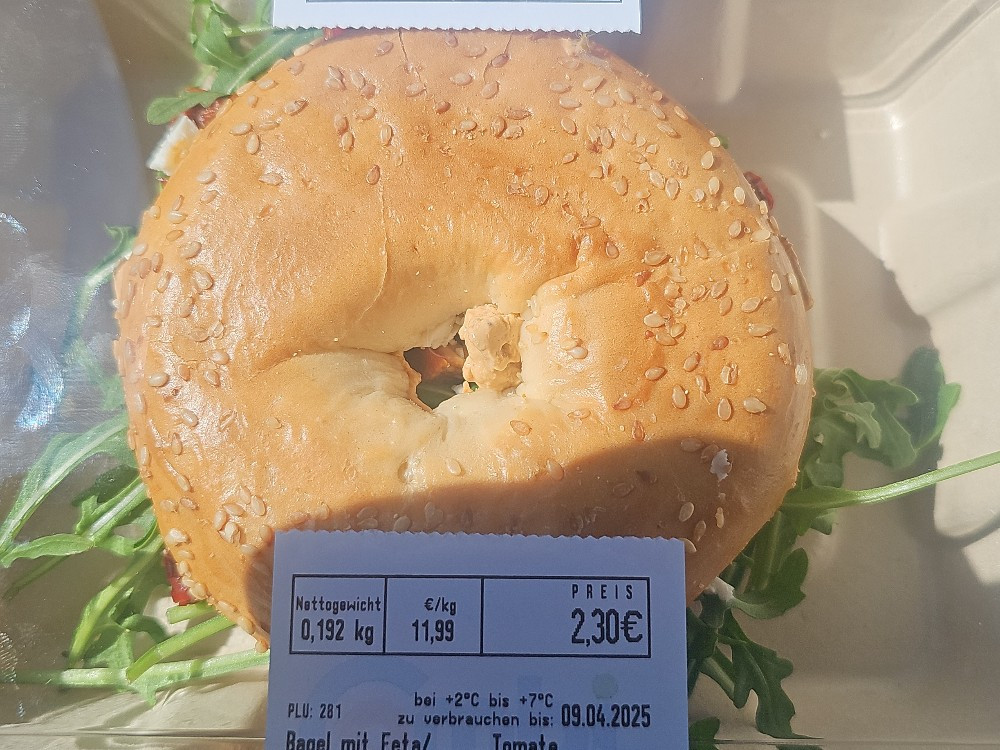 Nettogewicht €/kg PREIS
0,192 kg 11,99 2,30€
bei +2°C bis +7°C
PLU: 281 zu verbrauchen bis: 09.04.2025
Bagel mit Feta/ Tomate